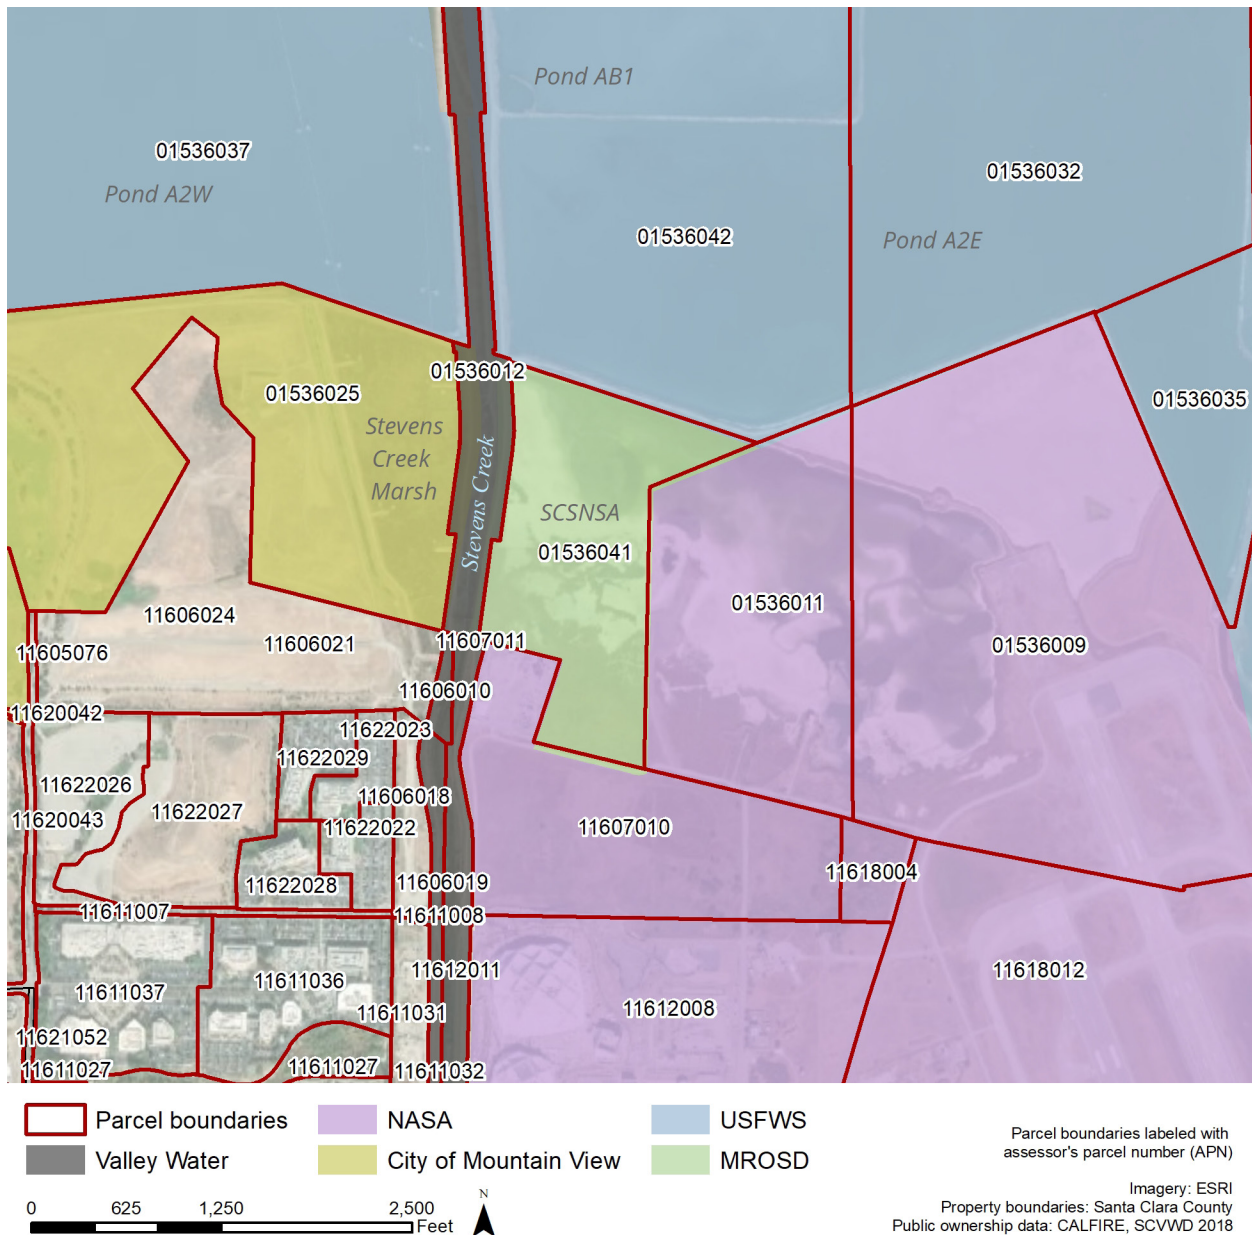 Pond AB1
01536037
01536032
Pond A2W
01536042
Pond A2E
01536012
01536025
01536035
Stevens
Creek
Marsh
Stevens Creek
SCSNSA
01536041
01536011
11606024
11606021
11607011
01536009
11605076
11606010
11620042
11622023
11622029
11622026
11606018
11622027
11620043
11622022
11607010
11618004
11622028
11606019
11611007
11611008
11612011
11618012
11611036
11611037
11611031
11612008
11621052
11611027
11611027
11611032
Parcel boundaries
NASA
USFWS
Valley Water
City of Mountain View
MROSD
Parcel boundaries labeled with
assessor's parcel number (APN)
Imagery: ESRI
Property boundaries: Santa Clara County
Public ownership data: CALFIRE, SCVWD 2018
0 625 1,250 2,500
Feet
N